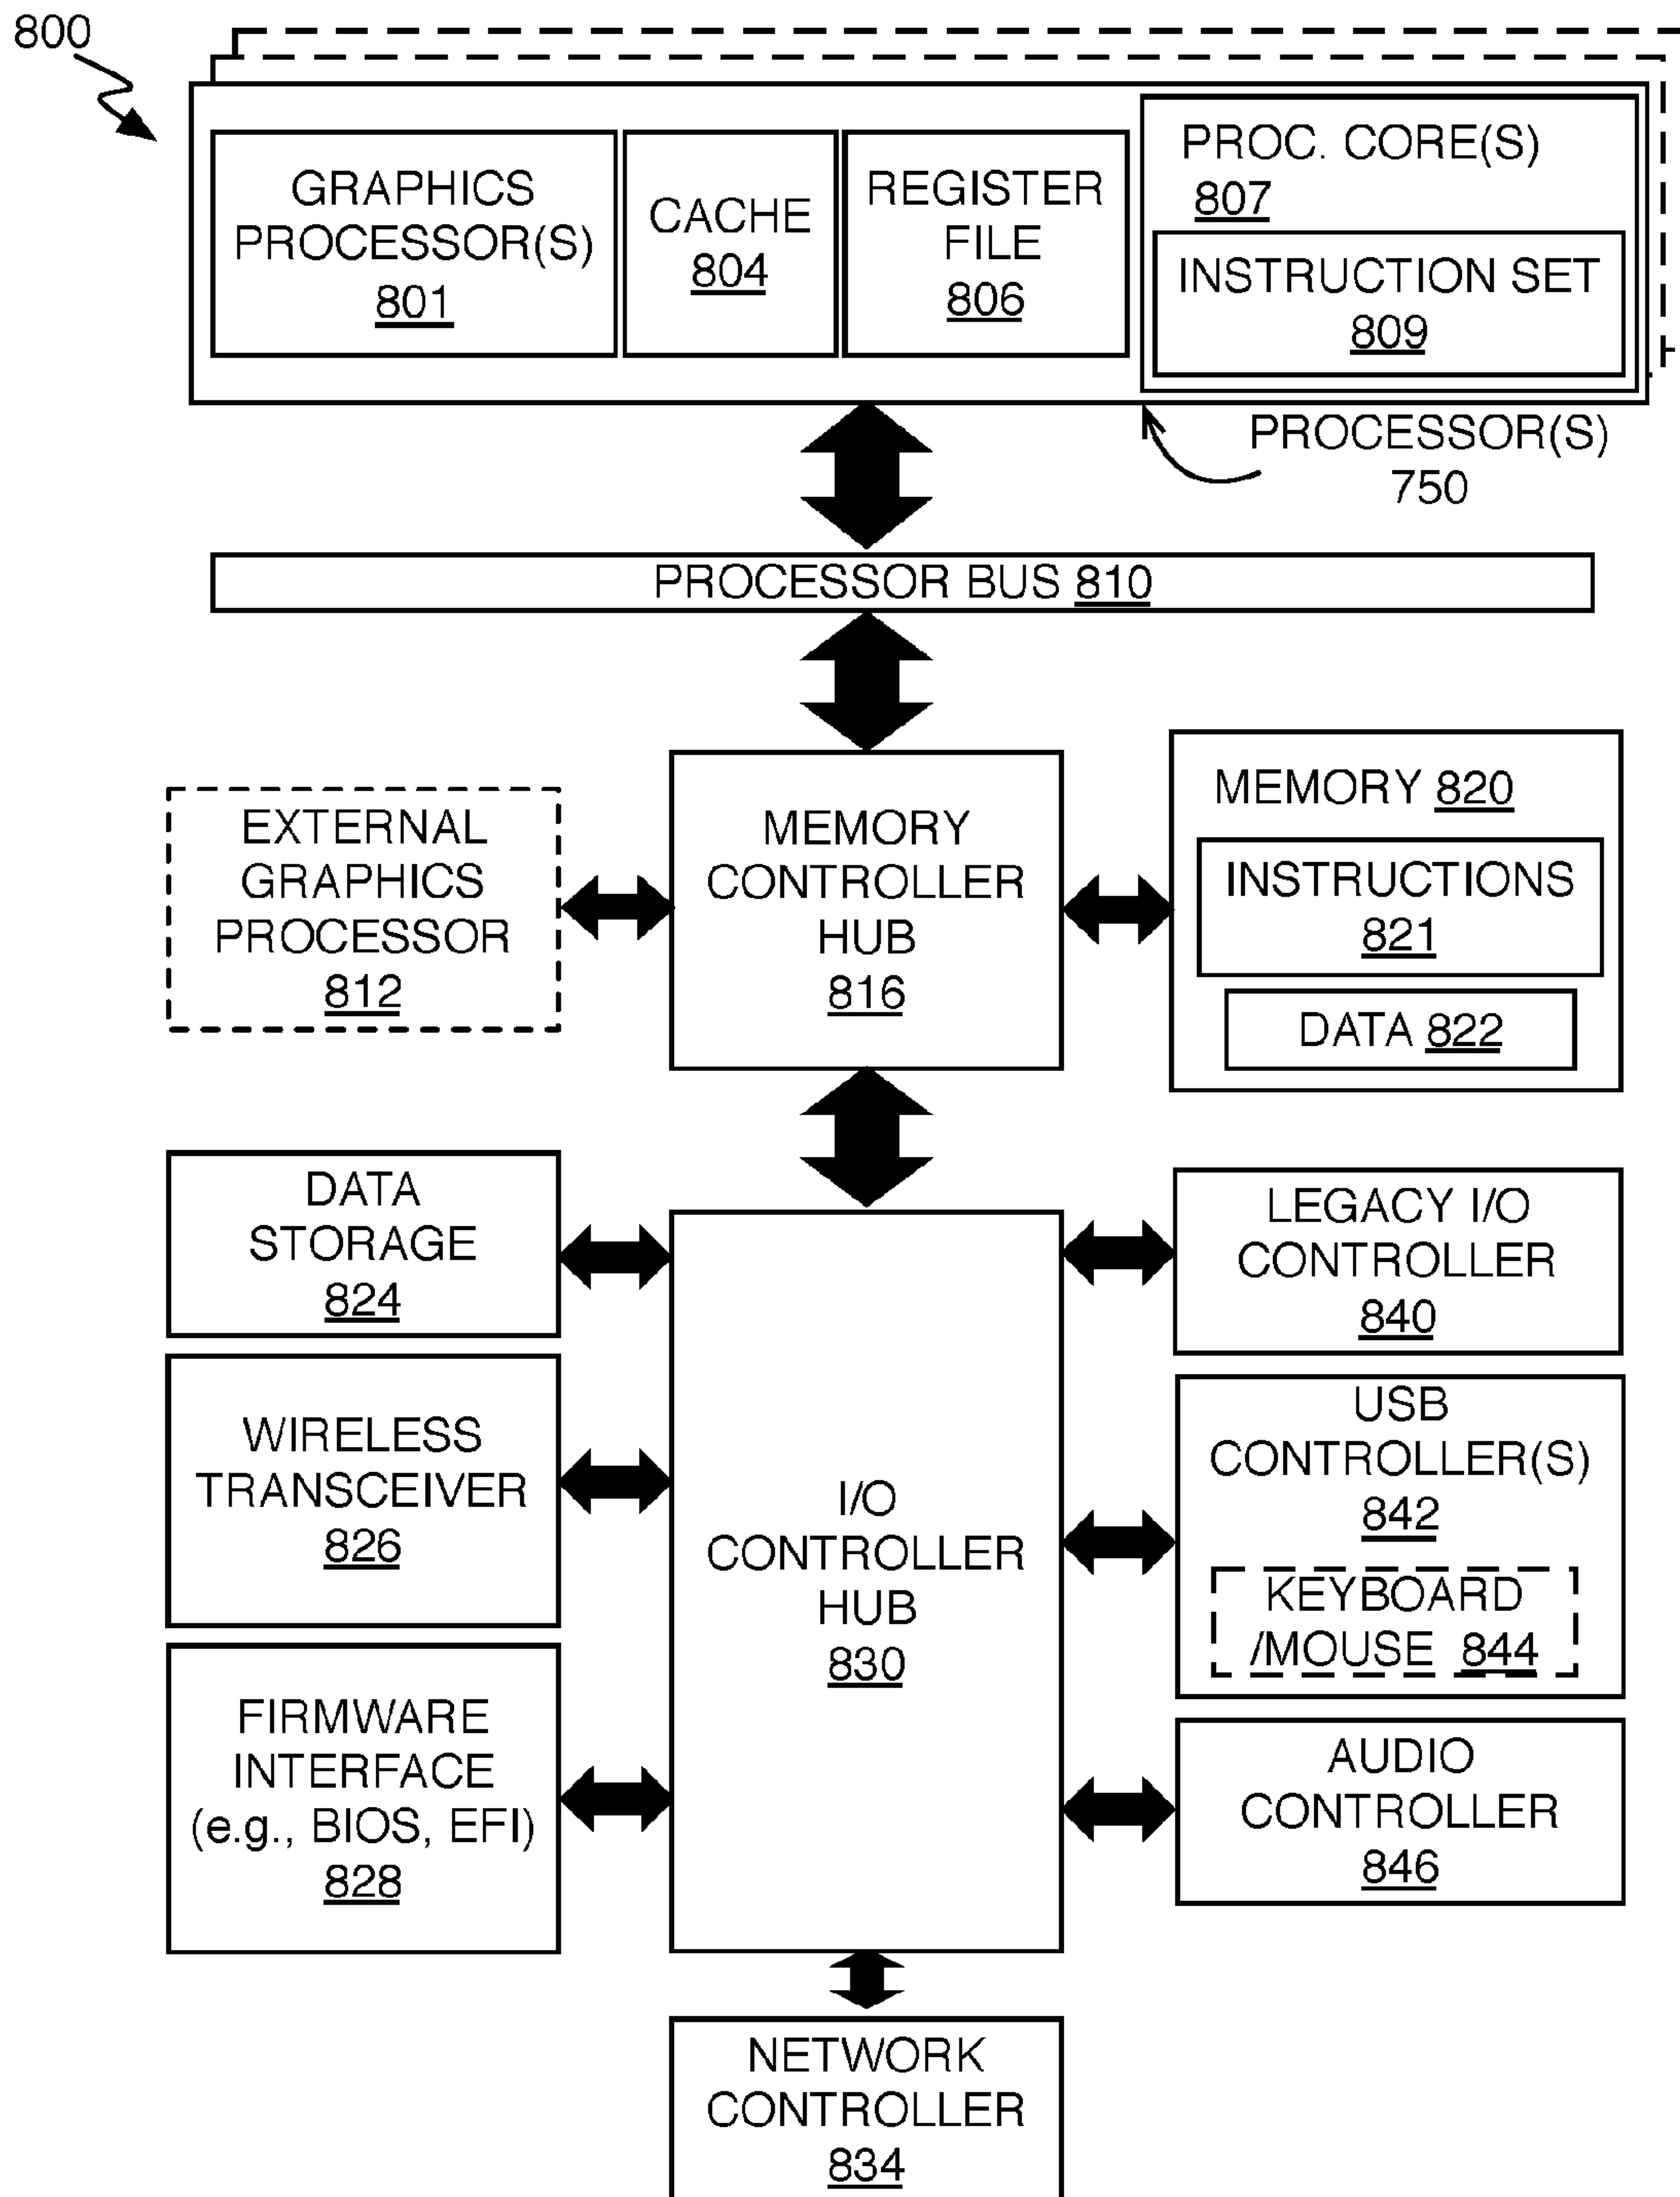 800
GRAPHICS
PROCESSOR(S)
801
CACHE
804
REGISTER
FILE
806
PROC. CORE(S)
807
INSTRUCTION SET
809
PROCESSOR(S)
750
PROCESSOR BUS 810
EXTERNAL
GRAPHICS
PROCESSOR
812
MEMORY
CONTROLLER
HUB
816
MEMORY 820
INSTRUCTIONS
821
DATA 822
DATA
STORAGE
824
WIRELESS
TRANSCEIVER
826
FIRMWARE
INTERFACE
(e.g., BIOS, EFI)
828
I/O
CONTROLLER
HUB
830
LEGACY I/O
CONTROLLER
840
USB
CONTROLLER(S)
842
KEYBOARD
/MOUSE 844
AUDIO
CONTROLLER
846
NETWORK
CONTROLLER
834